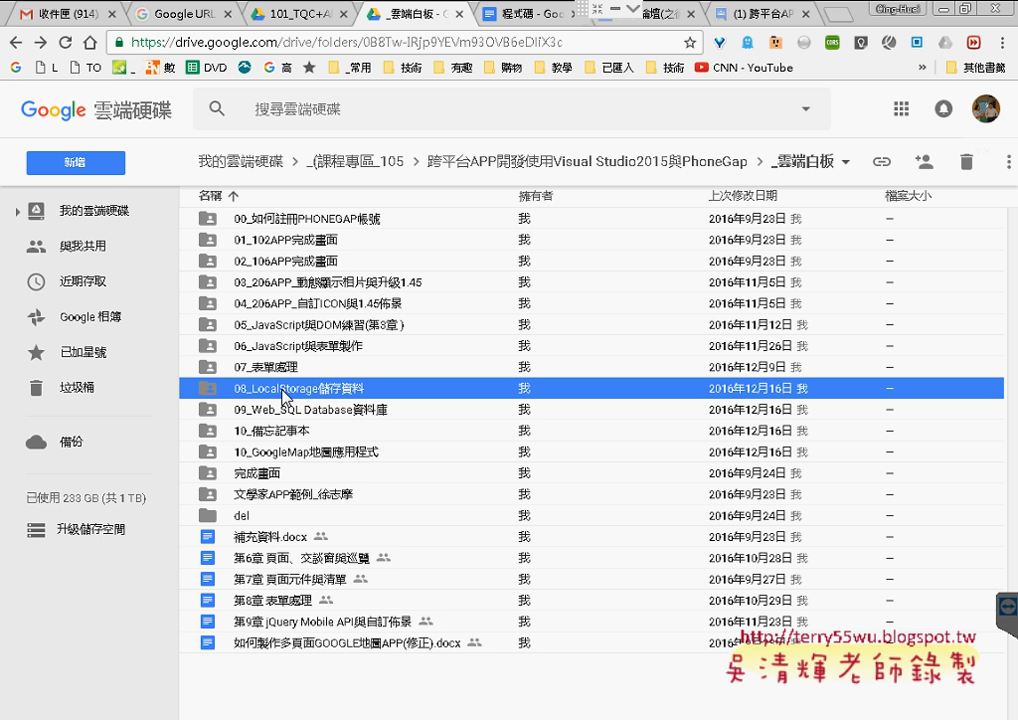 收件匣 (914)
Google URL
101_TQC+A
_雲端白板 - G
程式碼 - Goo
(1) 跨平台AP
Qing-Huei
https://drive.google.com/drive/folders/0B8Tw-IRjp9YEVm93OVB6eDliX3c
L
TO
數
DVD
高
_常用
技術
有趣
購物
教學
已匯入
技術
CNN - YouTube
»
其他書籤
Google 雲端硬碟
搜尋雲端硬碟
新增
我的雲端硬碟 > _(課程專區_105 > 跨平台APP開發使用Visual Studio2015與PhoneGap > _雲端白板
名稱 擁有者 上次修改日期 檔案大小
我的雲端硬碟
與我共用
近期存取
Google 相簿
已加星號
垃圾桶
備份
已使用 233 GB (共 1 TB)
升級儲存空間
00_如何註冊PHONEGAP帳號 我 2016年9月23日 我 –
01_102APP完成畫面 我 2016年9月23日 我 –
02_106APP完成畫面 我 2016年9月23日 我 –
03_206APP_動態顯示相片與升級1.45 我 2016年11月5日 我 –
04_206APP_自訂ICON與1.45佈景 我 2016年11月5日 我 –
05_JavaScript與DOM練習(第3章) 我 2016年11月12日 我 –
06_JavaScript與表單製作 我 2016年11月26日 我 –
07_表單處理 我 2016年12月16日 我 –
08_LocalStorage儲存資料 我 2016年12月16日 我 –
09_Web_SQL Database資料庫 我 2016年12月16日 我 –
10_備忘記事本 我 2016年12月16日 我 –
10_GoogleMap地圖應用程式 我 2016年12月16日 我 –
完成畫面 我 2016年9月24日 我 –
文學家APP範例_徐志摩 我 2016年9月23日 我 –
del 我 2016年9月24日 我 –
補充資料.docx 我 2016年9月23日 我 –
第6章 頁面、交談窗與巡覽 我 2016年10月28日 我 –
第7章 頁面元件與清單 我 2016年9月27日 我 –
第8章 表單處理 我 2016年10月29日 我 –
第9章 jQuery Mobile API與自訂佈景 我 2016年11月23日 我 –
如何製作多頁面GOOGLE地圖APP(修正).docx 我
http://terry55wu.blogspot.tw
吳清輝老師錄製